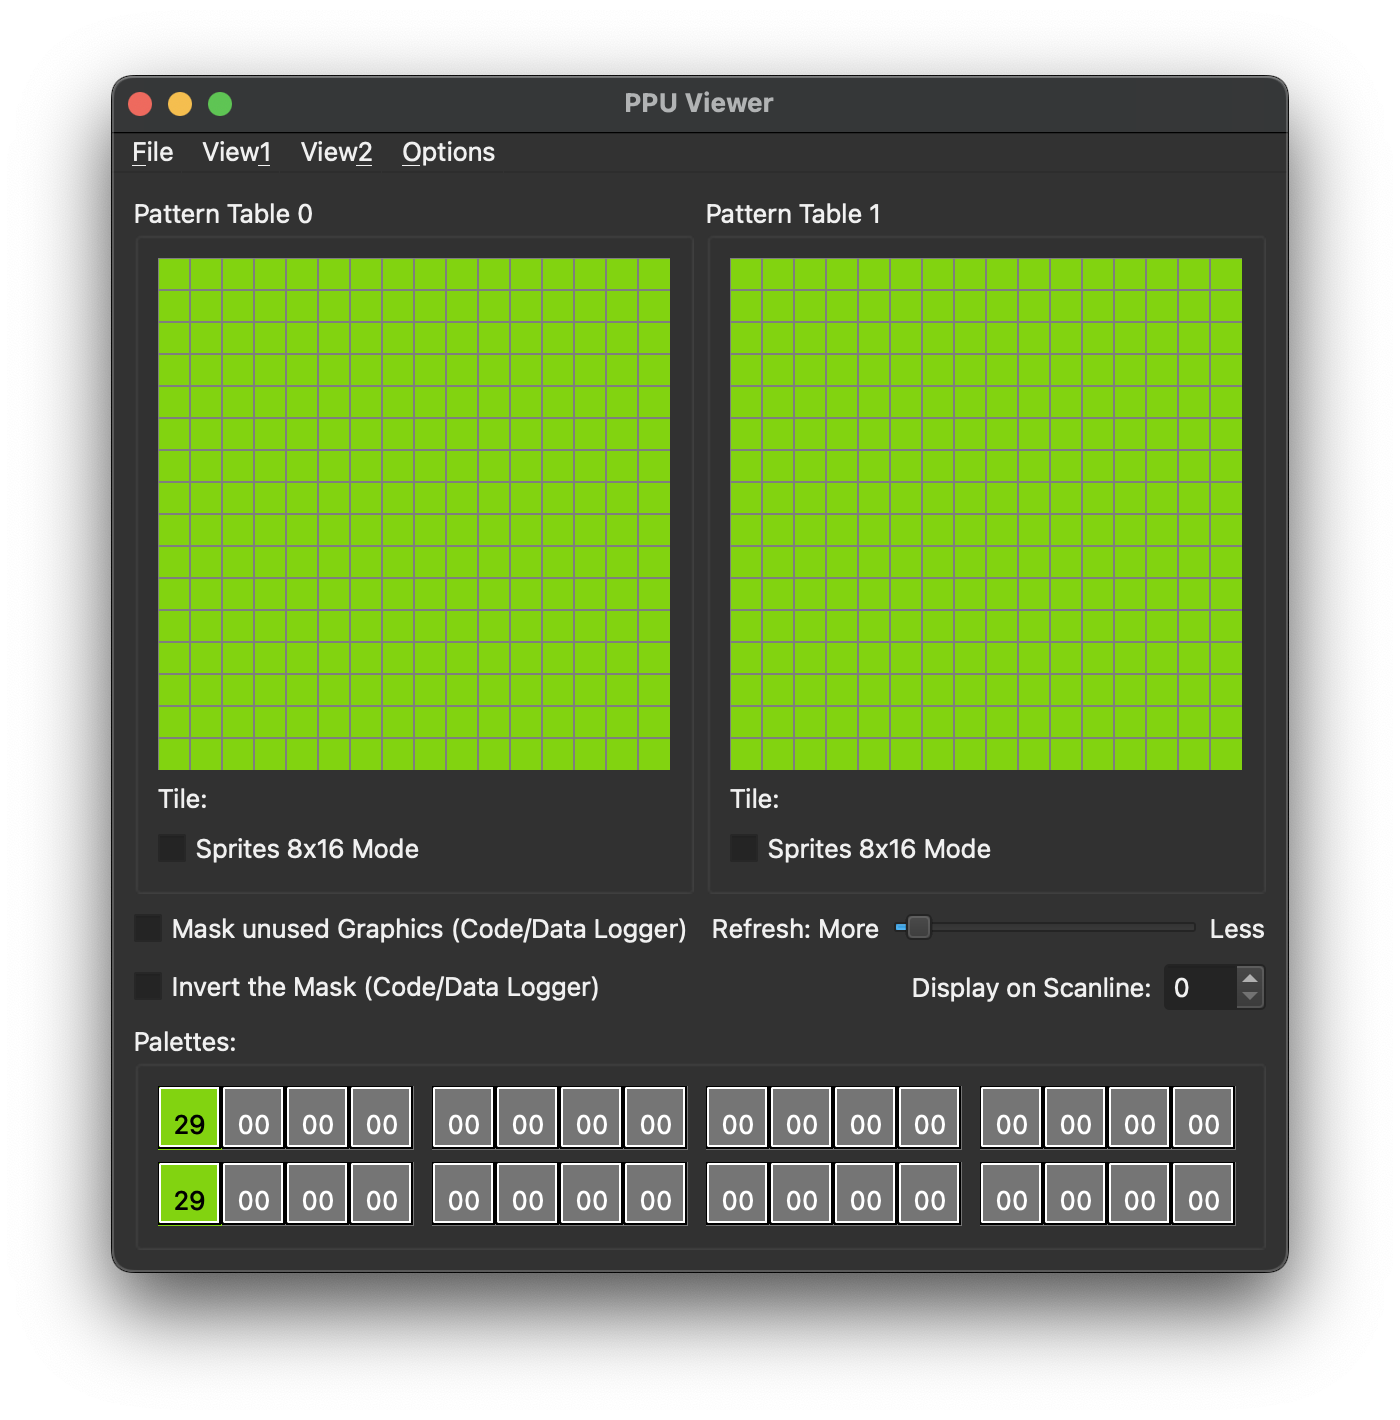 PPU Viewer
File View1 View2 Options
Pattern Table 0
Tile:
Sprites 8x16 Mode
Pattern Table 1
Tile:
Sprites 8x16 Mode
Mask unused Graphics (Code/Data Logger)
Refresh: More Less
Invert the Mask (Code/Data Logger)
Display on Scanline: 0
Palettes:
29 00 00 00 00 00 00 00 00 00 00 00 00 00 00 00
29 00 00 00 00 00 00 00 00 00 00 00 00 00 00 00